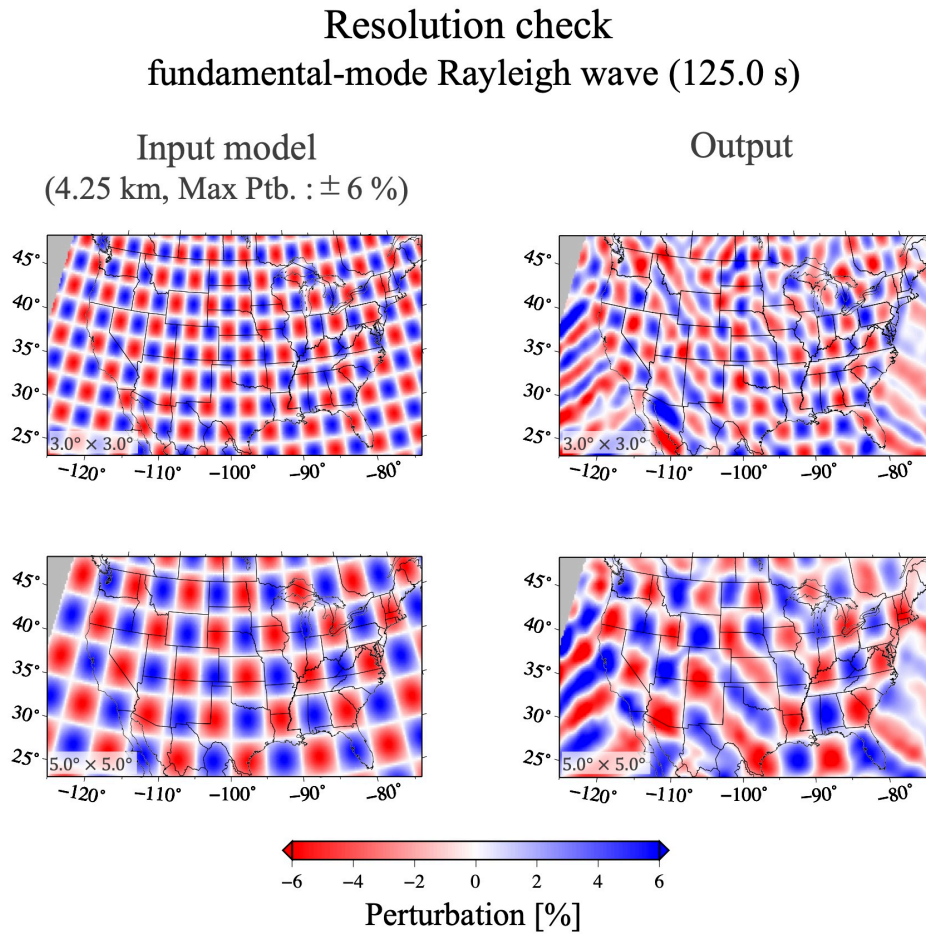 Resolution check
fundamental-mode Rayleigh wave (125.0 s)
Input model
(4.25 km, Max Ptb. : ± 6 %)
Output
45°
40°
35°
30°
25°
3.0° × 3.0°
−120° −110° −100° −90° −80°
45°
40°
35°
30°
25°
3.0° × 3.0°
−120° −110° −100° −90° −80°
45°
40°
35°
30°
25°
5.0° × 5.0°
−120° −110° −100° −90° −80°
45°
40°
35°
30°
25°
5.0° × 5.0°
−120° −110° −100° −90° −80°
−6 −4 −2 0 2 4 6
Perturbation [%]